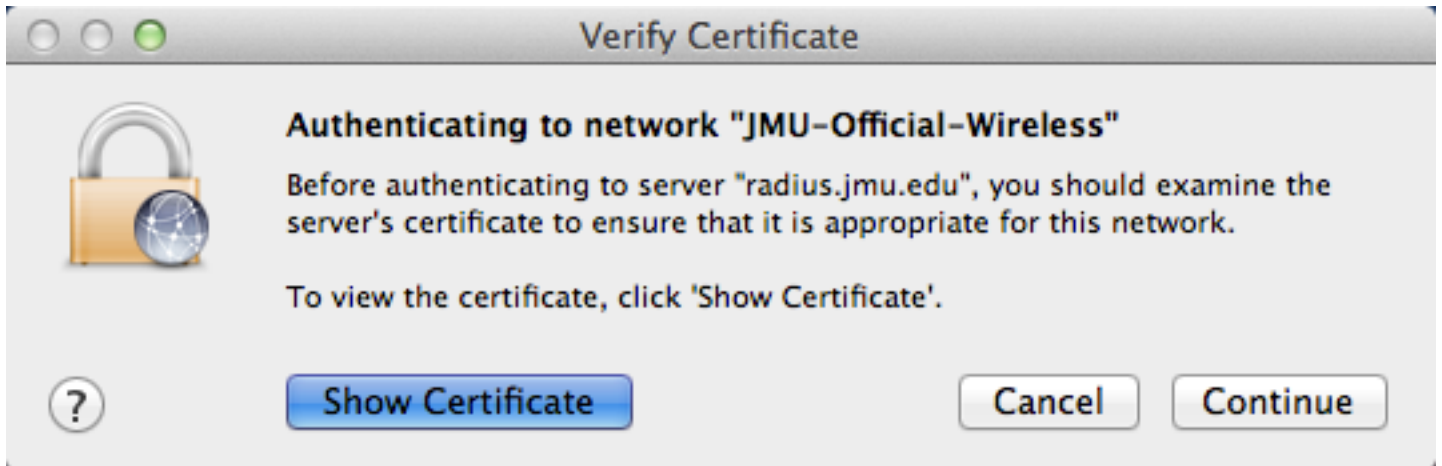 Verify Certificate
Authenticating to network "JMU-Official-Wireless"
Before authenticating to server "radius.jmu.edu", you should examine the
server's certificate to ensure that it is appropriate for this network.
To view the certificate, click 'Show Certificate'.
? Show Certificate Cancel Continue